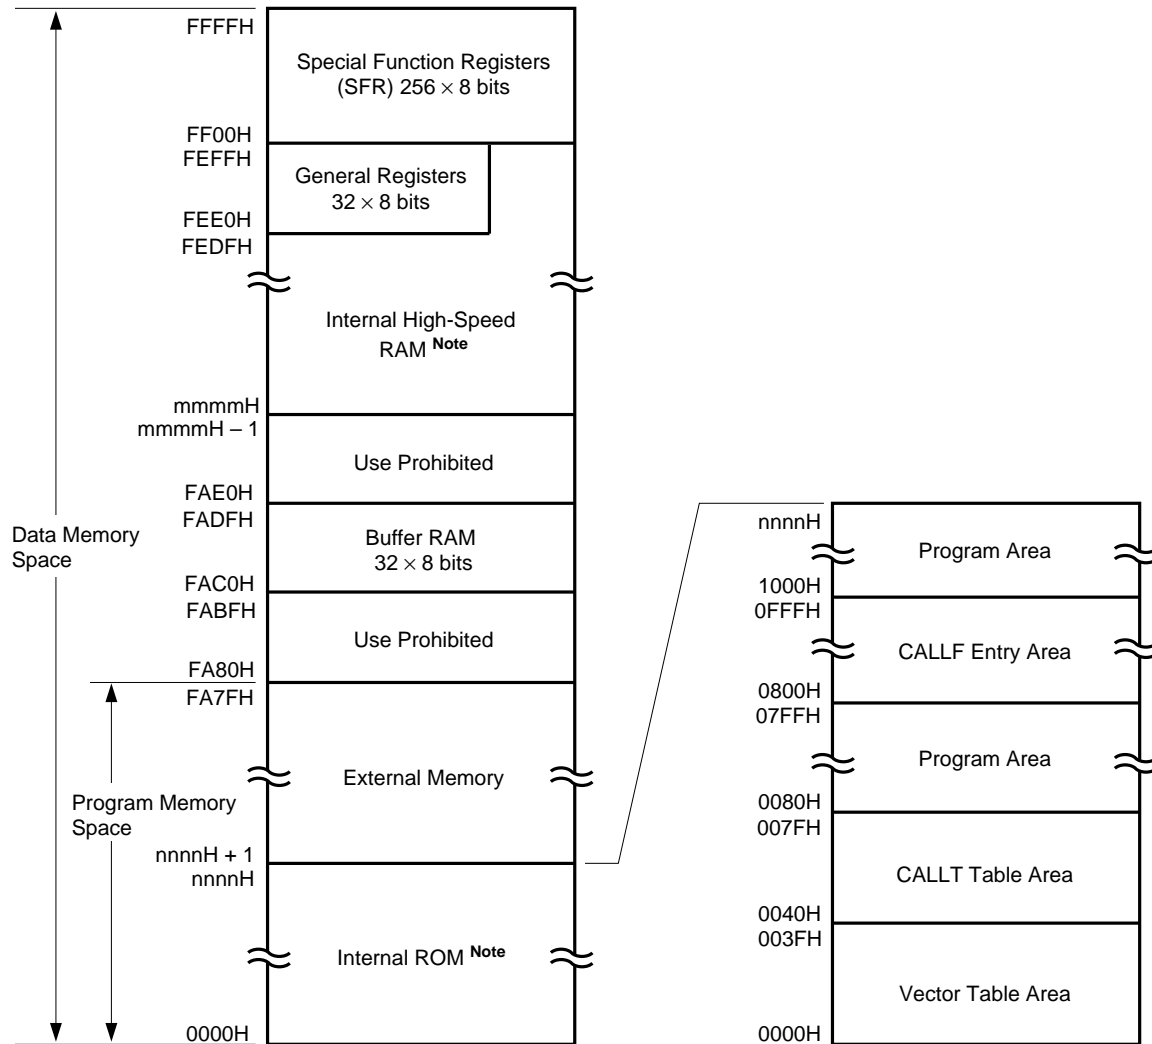 FFFFH
Special Function Registers
(SFR) 256 × 8 bits
FF00H
FEFFH
General Registers
32 × 8 bits
FEE0H
FEDFH
Internal High-Speed
RAM Note
mmmmH
mmmmH – 1
Use Prohibited
FAE0H
FADFH
Data Memory
Space
Buffer RAM
32 × 8 bits
FAC0H
FABFH
Use Prohibited
FA80H
FA7FH
External Memory
Program Memory
Space
nnnnH + 1
nnnnH
Internal ROM Note
0000H
nnnnH
Program Area
1000H
0FFFH
CALLF Entry Area
0800H
07FFH
Program Area
0080H
007FH
CALLT Table Area
0040H
003FH
Vector Table Area
0000H